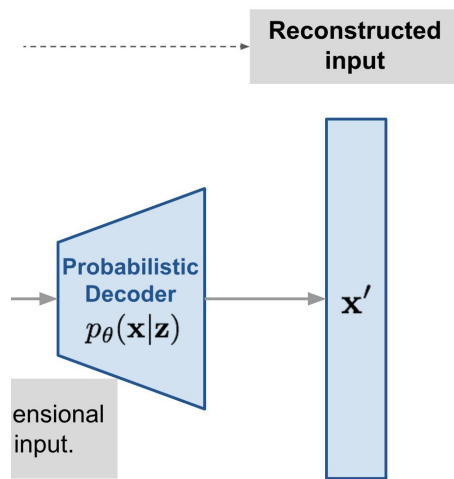 Reconstructed
input
Probabilistic
Decoder
pθ(x|z)
x′
ensional
input.